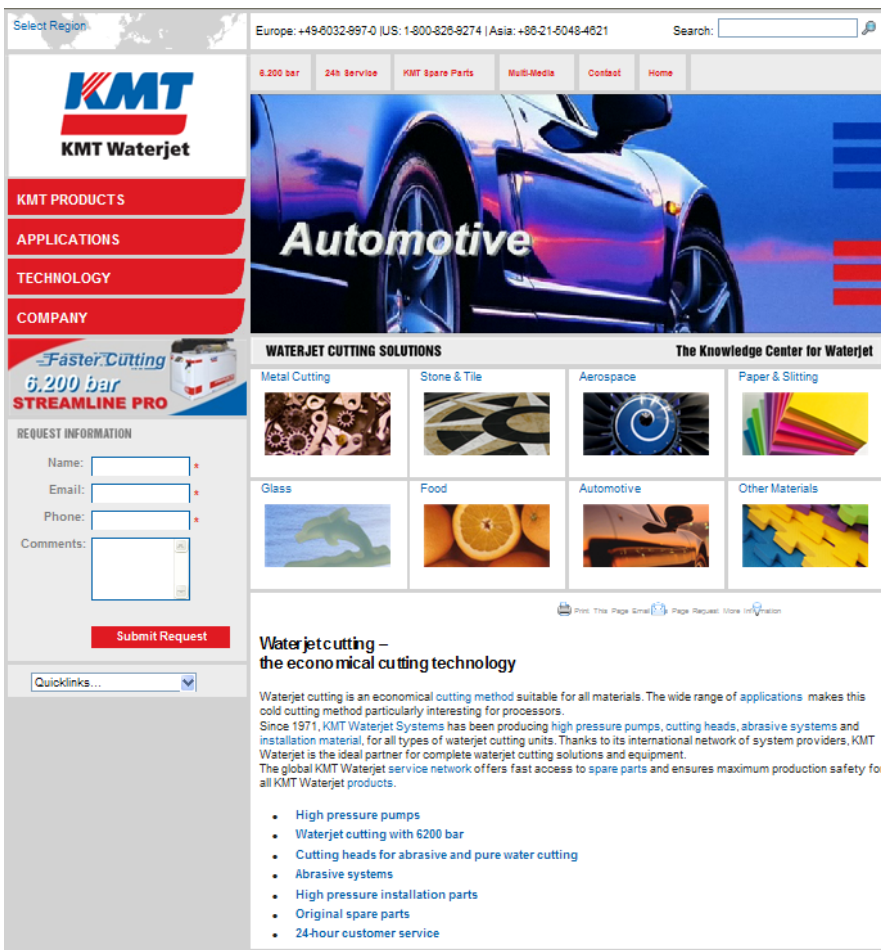 Select Region
Europe: +49-6032-997-0 |US: 1-800-826-9274 | Asia: +86-21-5048-4621
Search:
KMT
KMT Waterjet
6.200 bar
24h Service
KMT Spare Parts
Multi-Media
Contact
Home
Automotive
KMT PRODUCTS
APPLICATIONS
TECHNOLOGY
COMPANY
Faster Cutting
6.200 bar
STREAMLINE PRO
REQUEST INFORMATION
Name: *
Email: *
Phone: *
Comments:
Submit Request
Quicklinks...
WATERJET CUTTING SOLUTIONS
The Knowledge Center for Waterjet
Metal Cutting
Stone & Tile
Aerospace
Paper & Slitting
Glass
Food
Automotive
Other Materials
Print This Page Email Page Request More Information
Waterjet cutting –
the economical cutting technology
Waterjet cutting is an economical cutting method suitable for all materials. The wide range of applications makes this
cold cutting method particularly interesting for processors.
Since 1971, KMT Waterjet Systems has been producing high pressure pumps, cutting heads, abrasive systems and
installation material, for all types of waterjet cutting units. Thanks to its international network of system providers, KMT
Waterjet is the ideal partner for complete waterjet cutting solutions and equipment.
The global KMT Waterjet service network offers fast access to spare parts and ensures maximum production safety for
all KMT Waterjet products.
• High pressure pumps
• Waterjet cutting with 6200 bar
• Cutting heads for abrasive and pure water cutting
• Abrasive systems
• High pressure installation parts
• Original spare parts
• 24-hour customer service